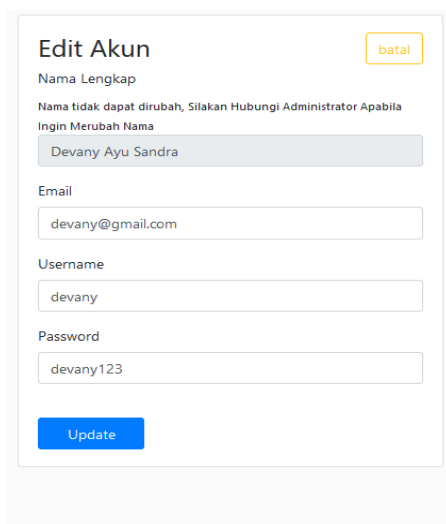 Edit Akun
batal
Nama Lengkap
Nama tidak dapat dirubah, Silakan Hubungi Administrator Apabila
Ingin Merubah Nama
Devany Ayu Sandra
Email
devany@gmail.com
Username
devany
Password
devany123
Update